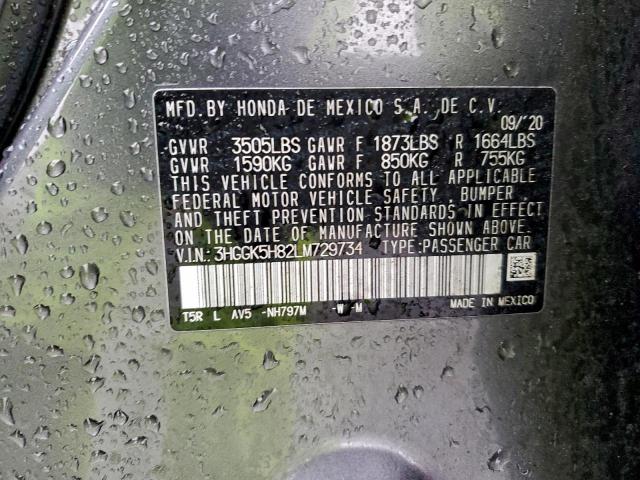 MFD. BY HONDA DE MEXICO S.A. DE C.V.
09/'20
GVWR 3505LBS GAWR F 1873LBS R 1664LBS
GVWR 1590KG GAWR F 850KG R 755KG
THIS VEHICLE CONFORMS TO ALL APPLICABLE
FEDERAL MOTOR VEHICLE SAFETY, BUMPER,
AND THEFT PREVENTION STANDARDS IN EFFECT
ON THE DATE OF MANUFACTURE SHOWN ABOVE.
V.I.N.: 3HGGK5H82LM729734 TYPE:PASSENGER CAR
T5R L AV5 -NH797M -W -M MADE IN MEXICO